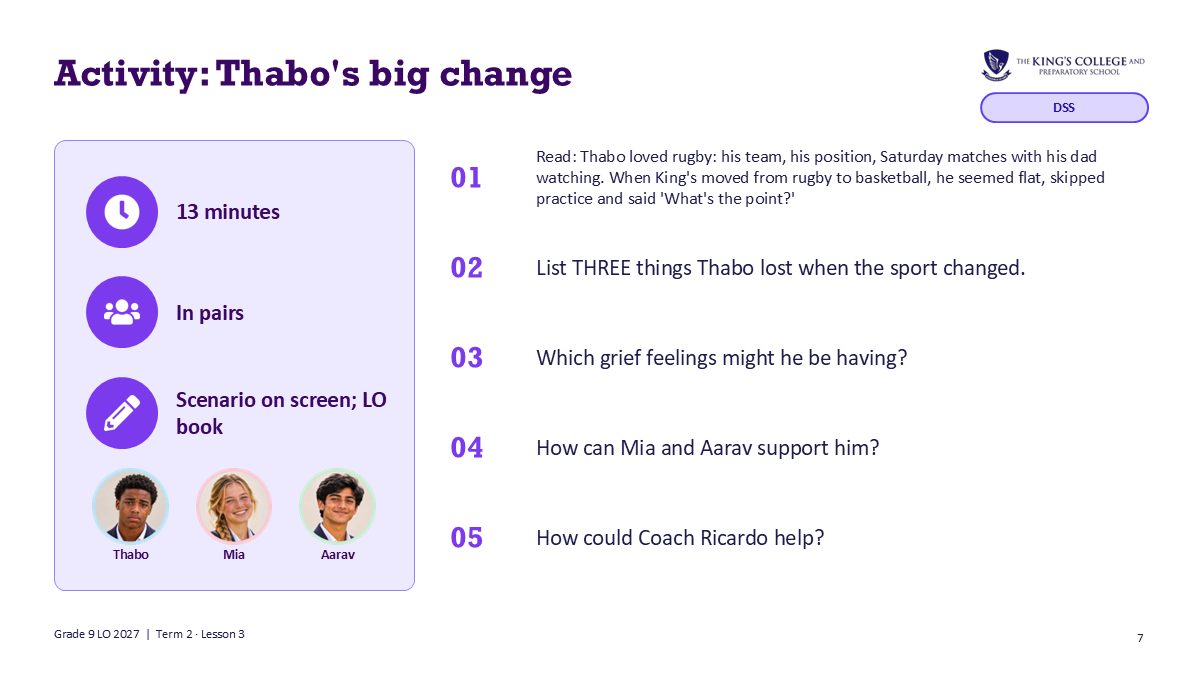 Activity: Thabo's big change
THE KING'S COLLEGE AND
PREPARATORY SCHOOL
DSS
13 minutes
In pairs
Scenario on screen; LO
book
Thabo
Mia
Aarav
01
Read: Thabo loved rugby: his team, his position, Saturday matches with his dad
watching. When King's moved from rugby to basketball, he seemed flat, skipped
practice and said 'What's the point?'
02
List THREE things Thabo lost when the sport changed.
03
Which grief feelings might he be having?
04
How can Mia and Aarav support him?
05
How could Coach Ricardo help?
Grade 9 LO 2027 | Term 2 · Lesson 3
7